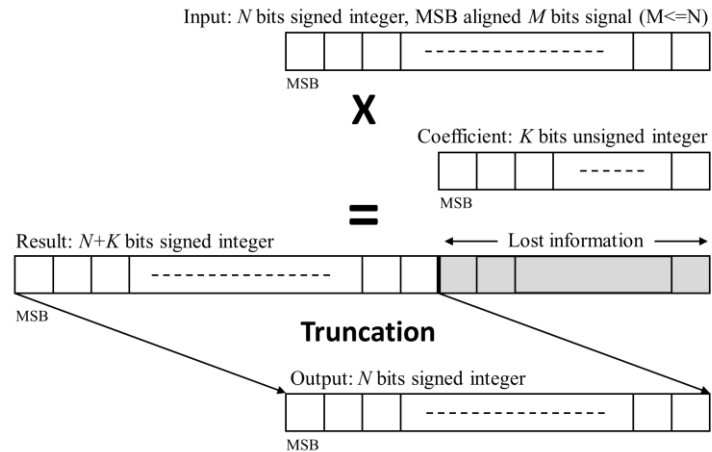 Input: N bits signed integer, MSB aligned M bits signal (M<=N)
MSB
X
Coefficient: K bits unsigned integer
MSB
=
Result: N+K bits signed integer
Lost information
MSB
Truncation
Output: N bits signed integer
MSB